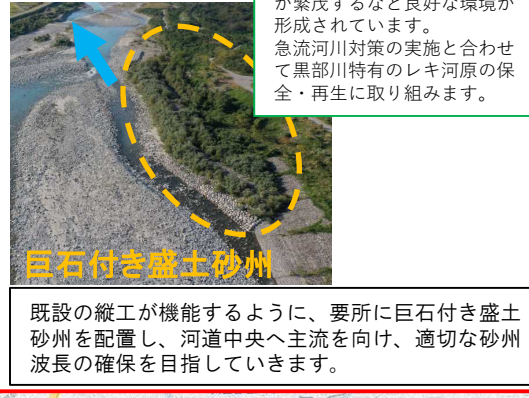 が繁茂するなど良好な環境が
形成されています。
急流河川対策の実施と合わせ
て黒部川特有のレキ河原の保
全・再生に取り組みます。
巨石付き盛土砂州
既設の縦工が機能するように、要所に巨石付き盛土
砂州を配置し、河道中央へ主流を向け、適切な砂州
波長の確保を目指していきます。